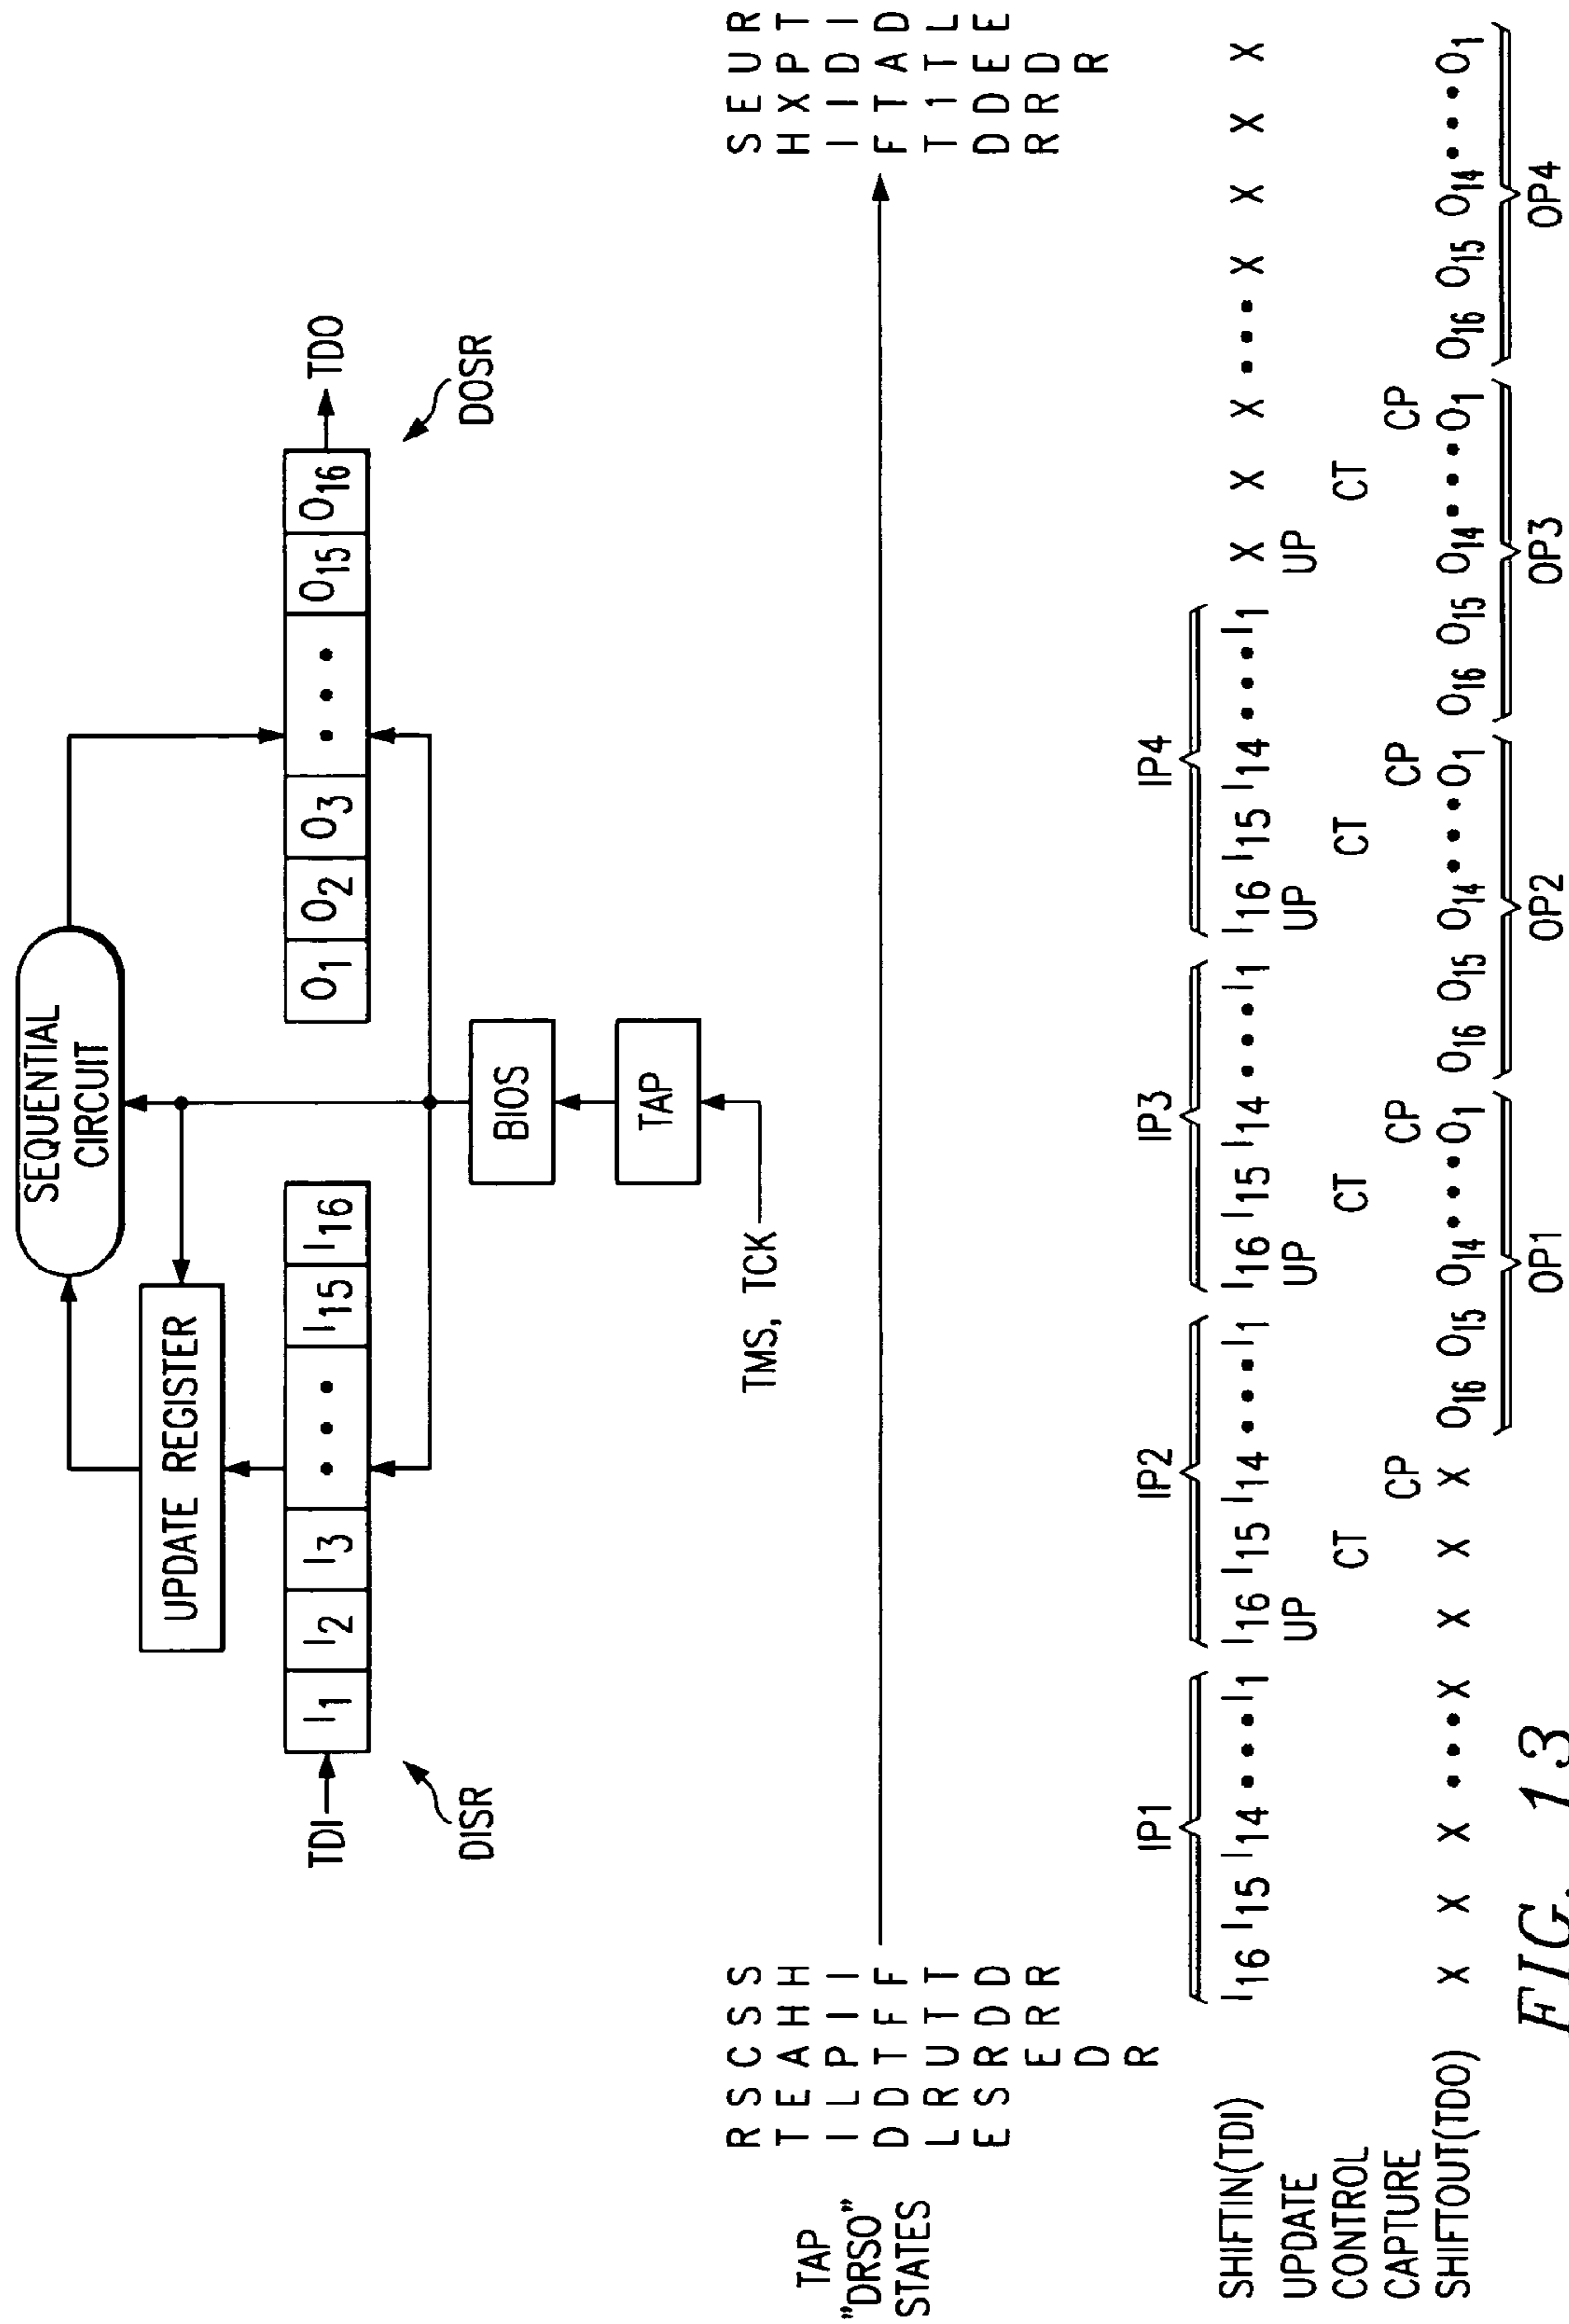 SEQUENTIAL
CIRCUIT
UPDATE REGISTER
TDI
I1 I2 I3 • • • I15 I16
O1 O2 O3 • • • O15 O16
TDO
DISR
DOSR
BIOS
TAP
TMS, TCK
TAP
"DRSO"
STATES
R S C S S
T E A H H
I L P I I
D D T F F
L R U T T
E S R D D
E R R
D
R
S E U R
H X P T
I I D I
F T A D
T 1 T L
D D E E
R R D
R
IP1 IP2 IP3 IP4
SHIFTIN(TDI) I16 I15 I14 • • • • I1 I16 I15 I14 • • • • I1 I16 I15 I14 • • • • I1 I16 I15 I14 • • • • I1 X X X • • • X X X X
UPDATE UP UP UP UP
CONTROL CT CT CT CT
CAPTURE CP CP CP CP
SHIFTOUT(TDO) X X X • • • X X X X O16 O15 O14 • • • O1 O16 O15 O14 • • • O1 O16 O15 O14 • • • O1 O16 O15 O14 • • • O1
OP1 OP2 OP3 OP4
FIG. 13